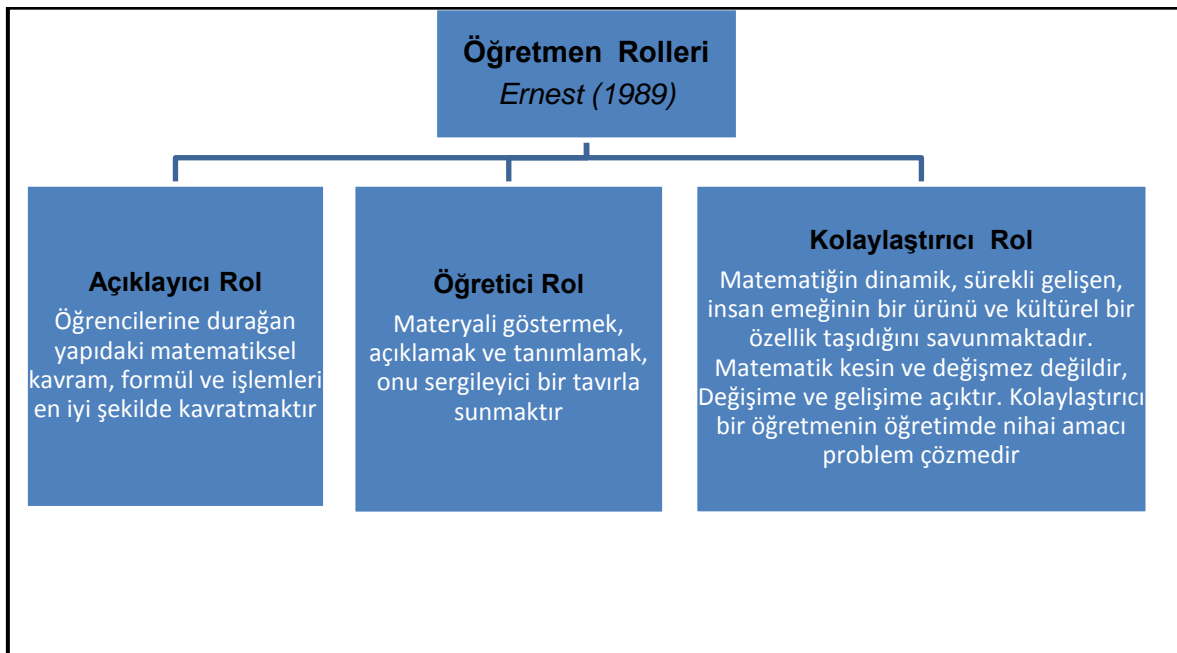 Öğretmen Rolleri
Ernest (1989)
Açıklayıcı Rol
Öğrencilerine durağan
yapıdaki matematiksel
kavram, formül ve işlemleri
en iyi şekilde kavratmaktır
Öğretici Rol
Materyali göstermek,
açıklamak ve tanımlamak,
onu sergileyici bir tavırla
sunmaktır
Kolaylaştırıcı Rol
Matematiğin dinamik, sürekli gelişen,
insan emeğinin bir ürünü ve kültürel bir
özellik taşıdığını savunmaktadır.
Matematik kesin ve değişmez değildir,
Değişime ve gelişime açıktır. Kolaylaştırıcı
bir öğretmenin öğretimde nihai amacı
problem çözmedir